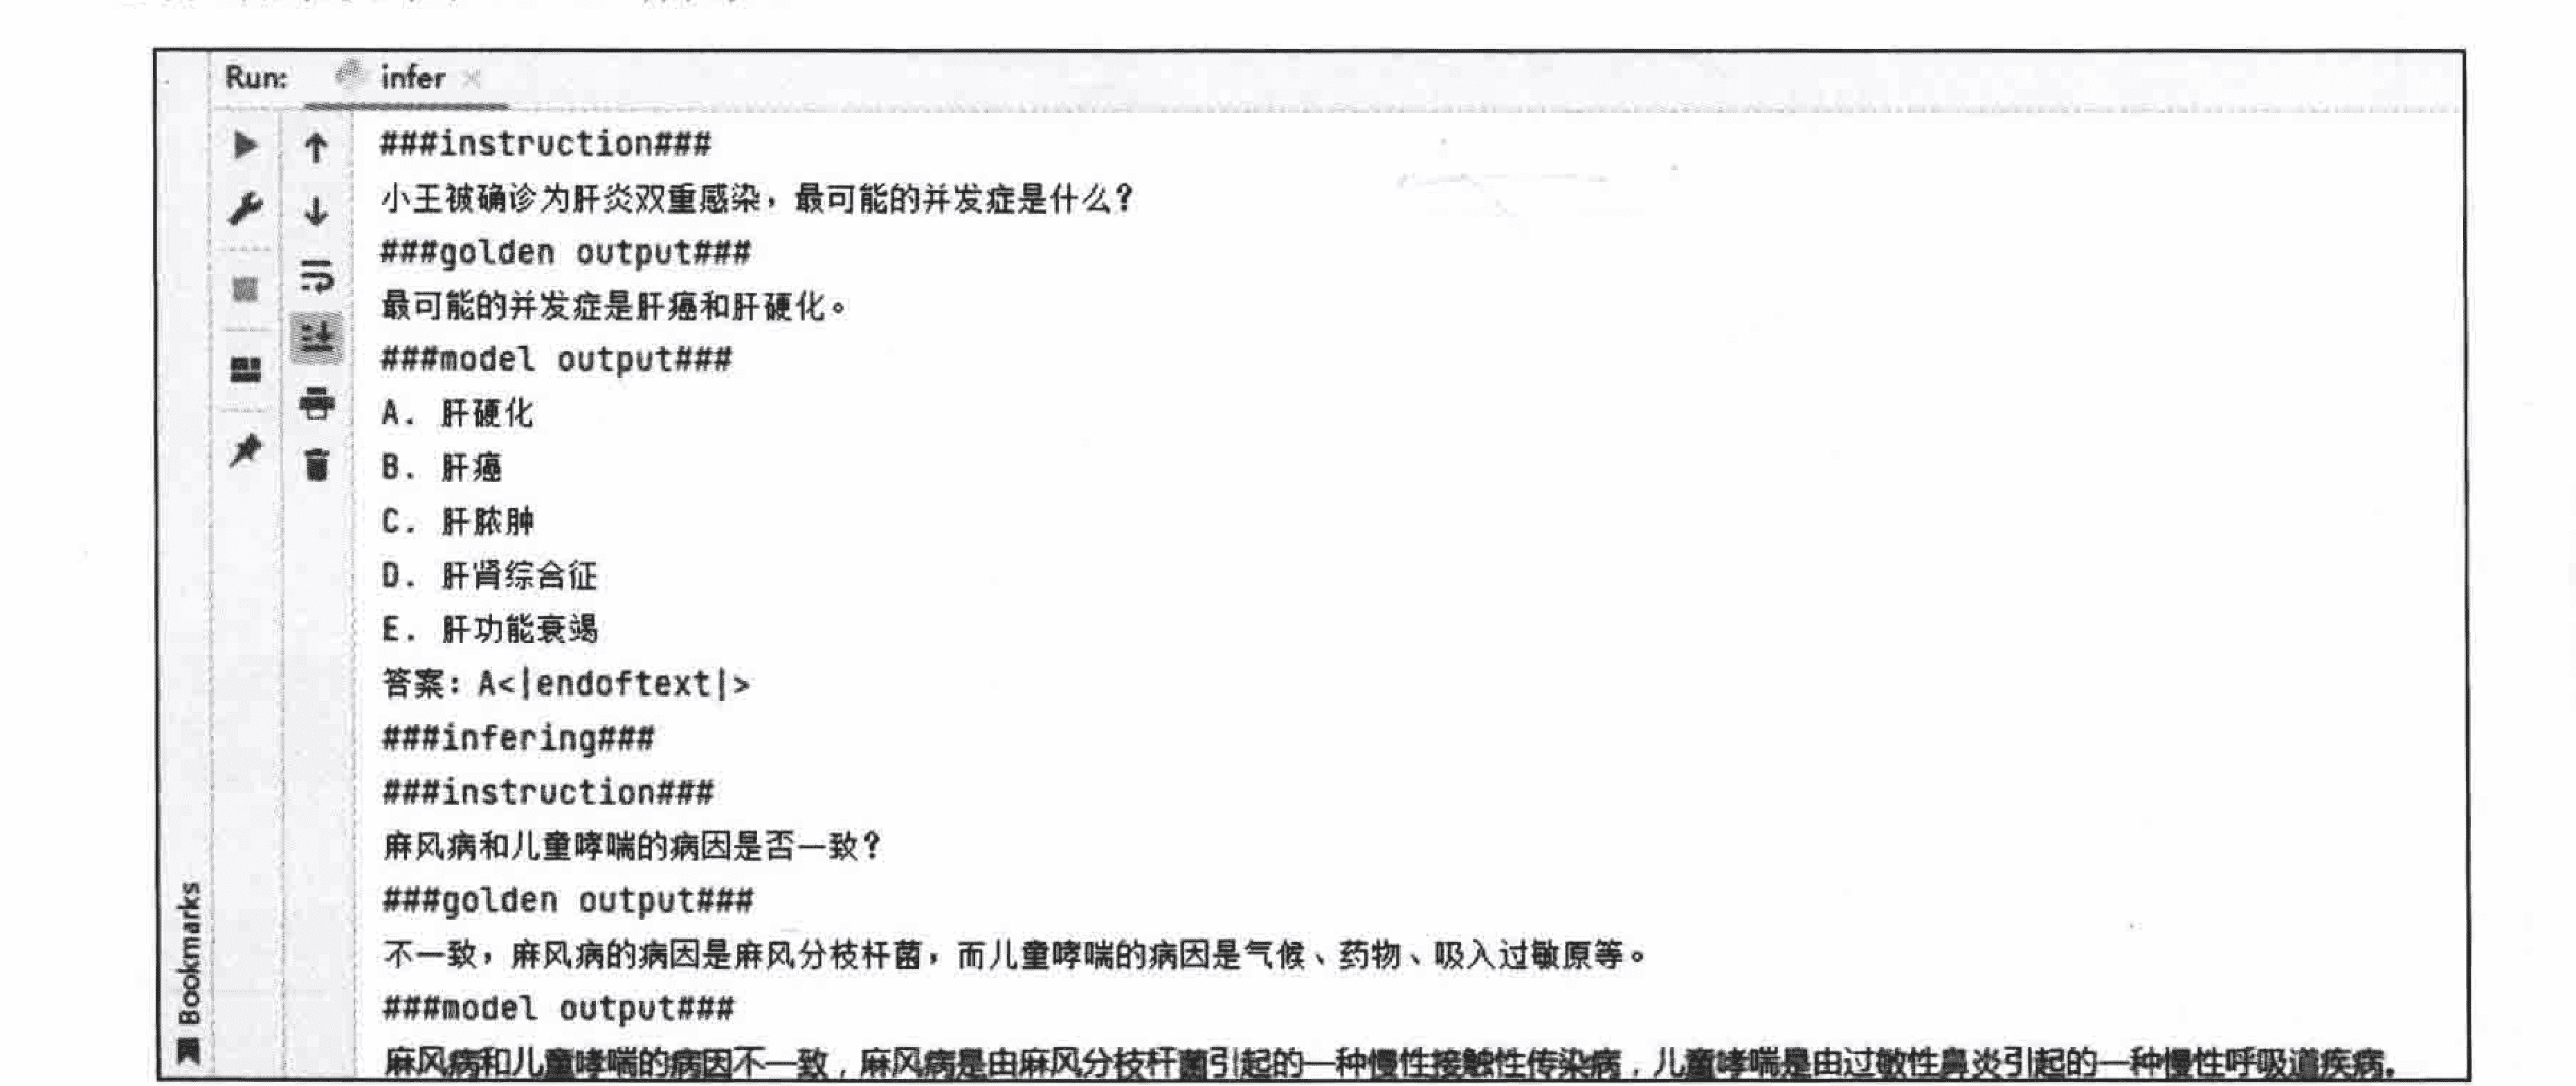 Run: infer
###instruction###
小王被确诊为肝炎双重感染，最可能的并发症是什么？
###golden output###
最可能的并发症是肝癌和肝硬化。
###model output###
A. 肝硬化
B. 肝癌
C. 肝脓肿
D. 肝肾综合征
E. 肝功能衰竭
答案：A<|endoftext|>
###infering###
###instruction###
麻风病和儿童哮喘的病因是否一致？
###golden output###
不一致，麻风病的病因是麻风分枝杆菌，而儿童哮喘的病因是气候、药物、吸入过敏原等。
###model output###
麻风病和儿童哮喘的病因不一致，麻风病是由麻风分枝杆菌引起的一种慢性接触性传染病，儿童哮喘是由过敏性鼻炎引起的一种慢性呼吸道疾病。
Bookmarks